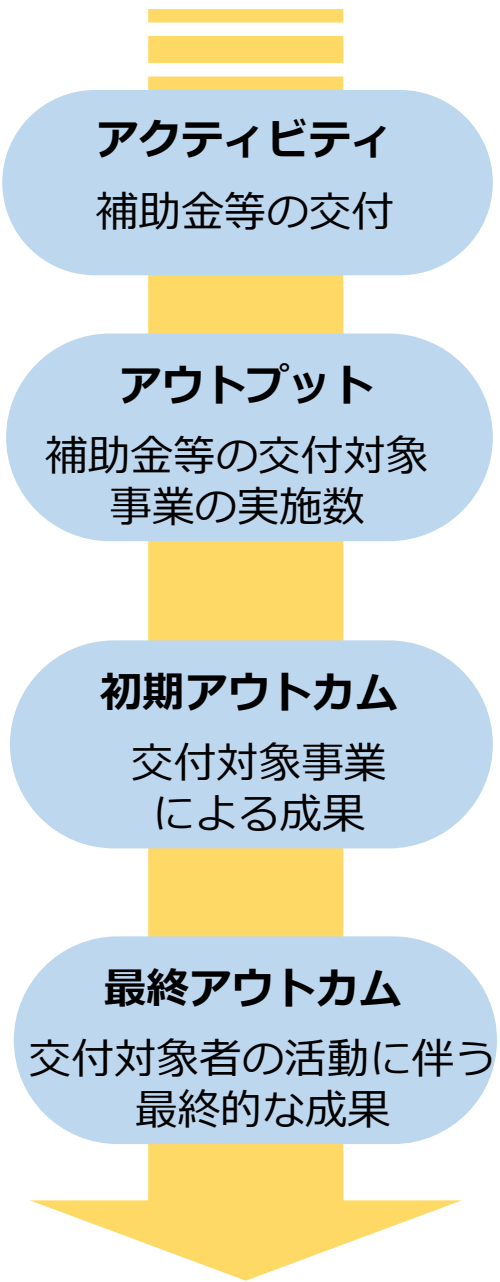 アクティビティ
補助金等の交付
アウトプット
補助金等の交付対象
事業の実施数
初期アウトカム
交付対象事業
による成果
最終アウトカム
交付対象者の活動に伴う
最終的な成果